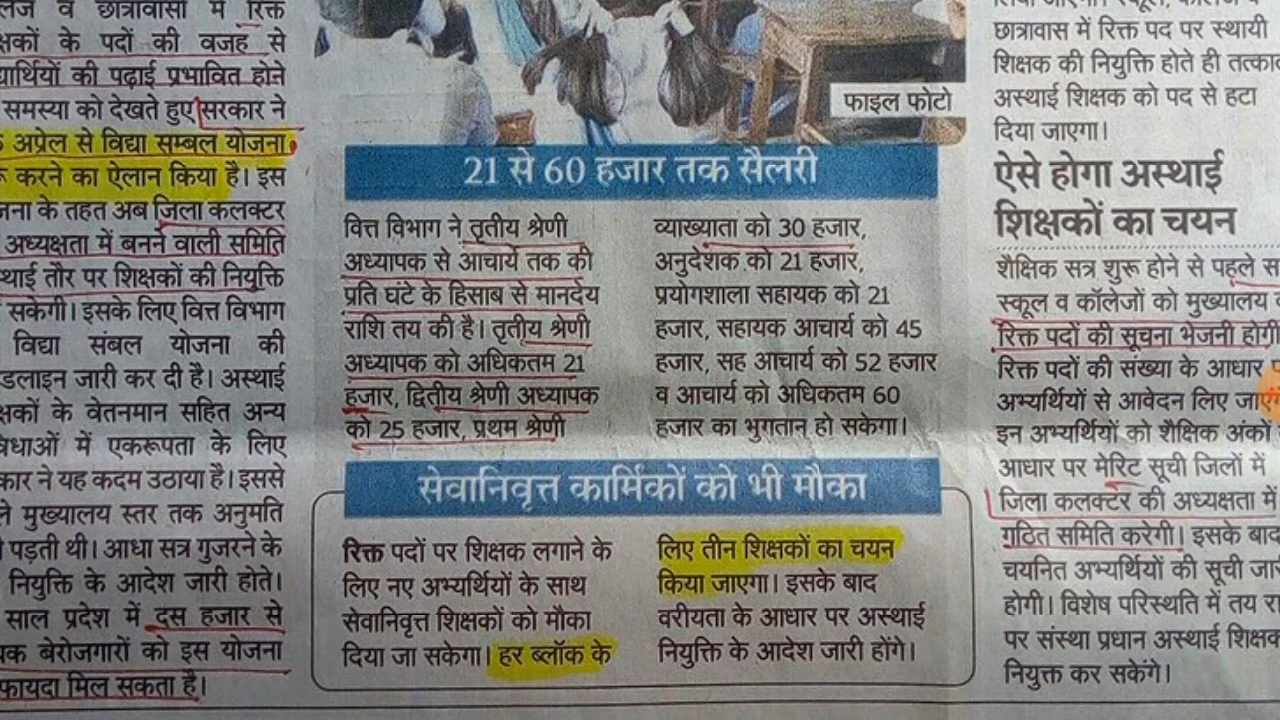 व छात्रावासों में रिक्त
के पदों की वजह से
की पढ़ाई प्रभावित होने
समस्या को देखते हुए सरकार ने
अप्रेल से विद्या सम्बल योजना
करने का ऐलान किया है। इस
के तहत अब जिला कलक्टर
अध्यक्षता में बनने वाली समिति
तौर पर शिक्षकों की नियुक्ति
सकेगी। इसके लिए वित्त विभाग
विद्या संबल योजना की
जारी कर दी है। अस्थाई
के वेतनमान सहित अन्य
में एकरूपता के लिए
ने यह कदम उठाया है। इससे
मुख्यालय स्तर तक अनुमति
पड़ती थी। आधा सत्र गुजरने के
नियुक्ति के आदेश जारी होते।
साल प्रदेश में दस हजार से
बेरोजगारों को इस योजना
फायदा मिल सकता है।
फाइल फोटो
21 से 60 हजार तक सैलरी
वित्त विभाग ने तृतीय श्रेणी
अध्यापक से आचार्य तक की
प्रति घंटे के हिसाब से मानदेय
राशि तय की है। तृतीय श्रेणी
अध्यापक को अधिकतम 21
हजार, द्वितीय श्रेणी अध्यापक
को 25 हजार, प्रथम श्रेणी
व्याख्याता को 30 हजार,
अनुदेशक को 21 हजार,
प्रयोगशाला सहायक को 21
हजार, सहायक आचार्य को 45
हजार, सह आचार्य को 52 हजार
व आचार्य को अधिकतम 60
हजार का भुगतान हो सकेगा।
सेवानिवृत्त कार्मिकों को भी मौका
रिक्त पदों पर शिक्षक लगाने के
लिए नए अभ्यर्थियों के साथ
सेवानिवृत्त शिक्षकों को मौका
दिया जा सकेगा। हर ब्लॉक के
लिए तीन शिक्षकों का चयन
किया जाएगा। इसके बाद
वरीयता के आधार पर अस्थाई
नियुक्ति के आदेश जारी होंगे।
छात्रावास में रिक्त पद पर स्थायी
शिक्षक की नियुक्ति होते ही
अस्थाई शिक्षक को पद से हटा
दिया जाएगा।
ऐसे होगा अस्थाई
शिक्षकों का चयन
शैक्षिक सत्र शुरू होने से पहले
स्कूल व कॉलेजों को मुख्यालय
रिक्त पदों की सूचना भेजनी होगी
रिक्त पदों की संख्या के आधार
अभ्यर्थियों से आवेदन लिए
इन अभ्यर्थियों को शैक्षिक अंकों
आधार पर मेरिट सूची जिलों में
जिला कलक्टर की अध्यक्षता में
गठित समिति करेगी। इसके बाद
चयनित अभ्यर्थियों की सूची
होगी। विशेष परिस्थिति में तय
पर संस्था प्रधान अस्थाई
नियुक्त कर सकेंगे।